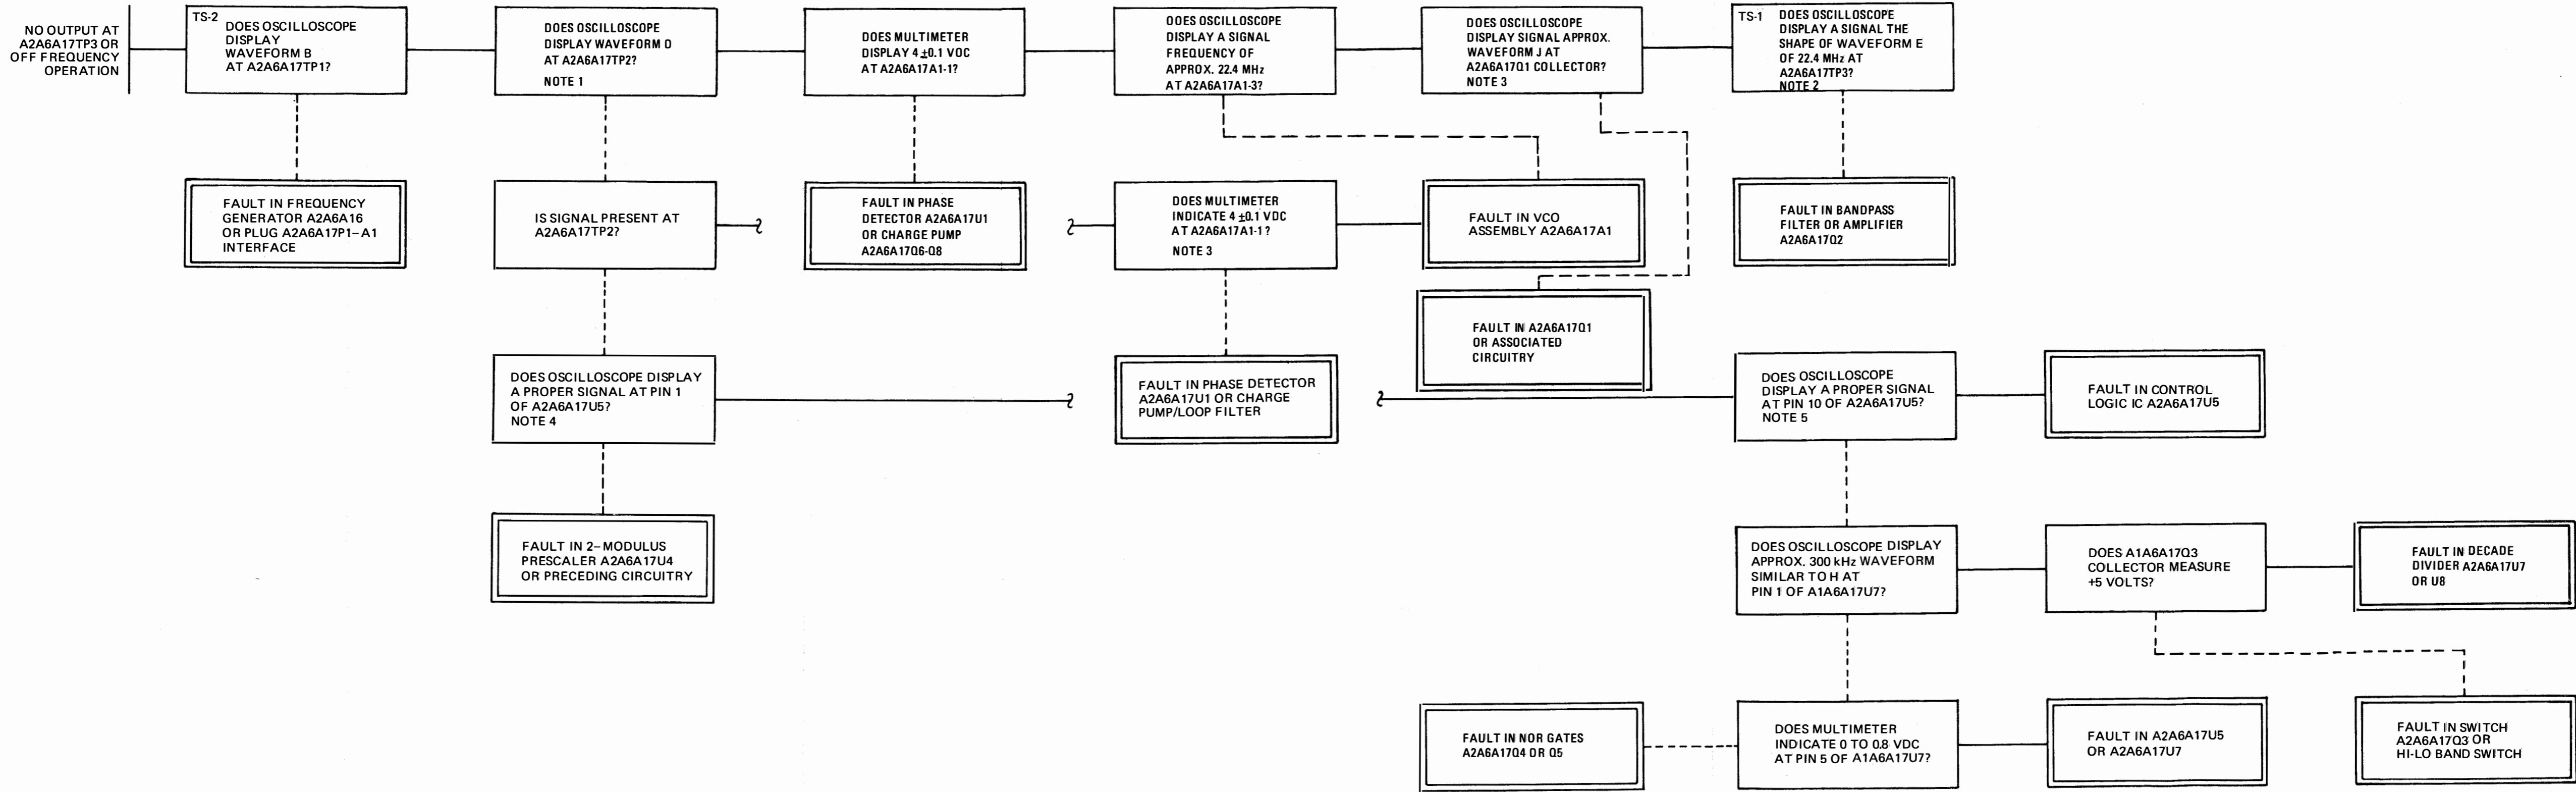 NO OUTPUT AT
A2A6A17TP3 OR
OFF FREQUENCY
OPERATION
TS-2
DOES OSCILLOSCOPE
DISPLAY
WAVEFORM B
AT A2A6A17TP1?
DOES OSCILLOSCOPE
DISPLAY WAVEFORM D
AT A2A6A17TP2?
NOTE 1
DOES MULTIMETER
DISPLAY 4 ±0.1 VDC
AT A2A6A17A1-1?
DOES OSCILLOSCOPE
DISPLAY A SIGNAL
FREQUENCY OF
APPROX. 22.4 MHz
AT A2A6A17A1-3?
DOES OSCILLOSCOPE
DISPLAY SIGNAL APPROX.
WAVEFORM J AT
A2A6A17Q1 COLLECTOR?
NOTE 3
TS-1
DOES OSCILLOSCOPE
DISPLAY A SIGNAL THE
SHAPE OF WAVEFORM E
OF 22.4 MHz AT
A2A6A17TP3?
NOTE 2
FAULT IN FREQUENCY
GENERATOR A2A6A16
OR PLUG A2A6A17P1-A1
INTERFACE
IS SIGNAL PRESENT AT
A2A6A17TP2?
FAULT IN PHASE
DETECTOR A2A6A17U1
OR CHARGE PUMP
A2A6A17Q6-Q8
DOES MULTIMETER
INDICATE 4 ±0.1 VDC
AT A2A6A17A1-1?
NOTE 3
FAULT IN VCO
ASSEMBLY A2A6A17A1
FAULT IN BANDPASS
FILTER OR AMPLIFIER
A2A6A17Q2
FAULT IN A2A6A17Q1
OR ASSOCIATED
CIRCUITRY
DOES OSCILLOSCOPE DISPLAY
A PROPER SIGNAL AT PIN 1
OF A2A6A17U5?
NOTE 4
FAULT IN PHASE DETECTOR
A2A6A17U1 OR CHARGE
PUMP/LOOP FILTER
DOES OSCILLOSCOPE
DISPLAY A PROPER SIGNAL
AT PIN 10 OF A2A6A17U5?
NOTE 5
FAULT IN CONTROL
LOGIC IC A2A6A17U5
FAULT IN 2-MODULUS
PRESCALER A2A6A17U4
OR PRECEDING CIRCUITRY
DOES OSCILLOSCOPE DISPLAY
APPROX. 300 kHz WAVEFORM
SIMILAR TO H AT
PIN 1 OF A1A6A17U7?
DOES A1A6A17Q3
COLLECTOR MEASURE
+5 VOLTS?
FAULT IN DECADE
DIVIDER A2A6A17U7
OR U8
FAULT IN NOR GATES
A2A6A17Q4 OR Q5
DOES MULTIMETER
INDICATE 0 TO 0.8 VDC
AT PIN 5 OF A1A6A17U7?
FAULT IN A2A6A17U5
OR A2A6A17U7
FAULT IN SWITCH
A2A6A17Q3 OR
HI-LO BAND SWITCH